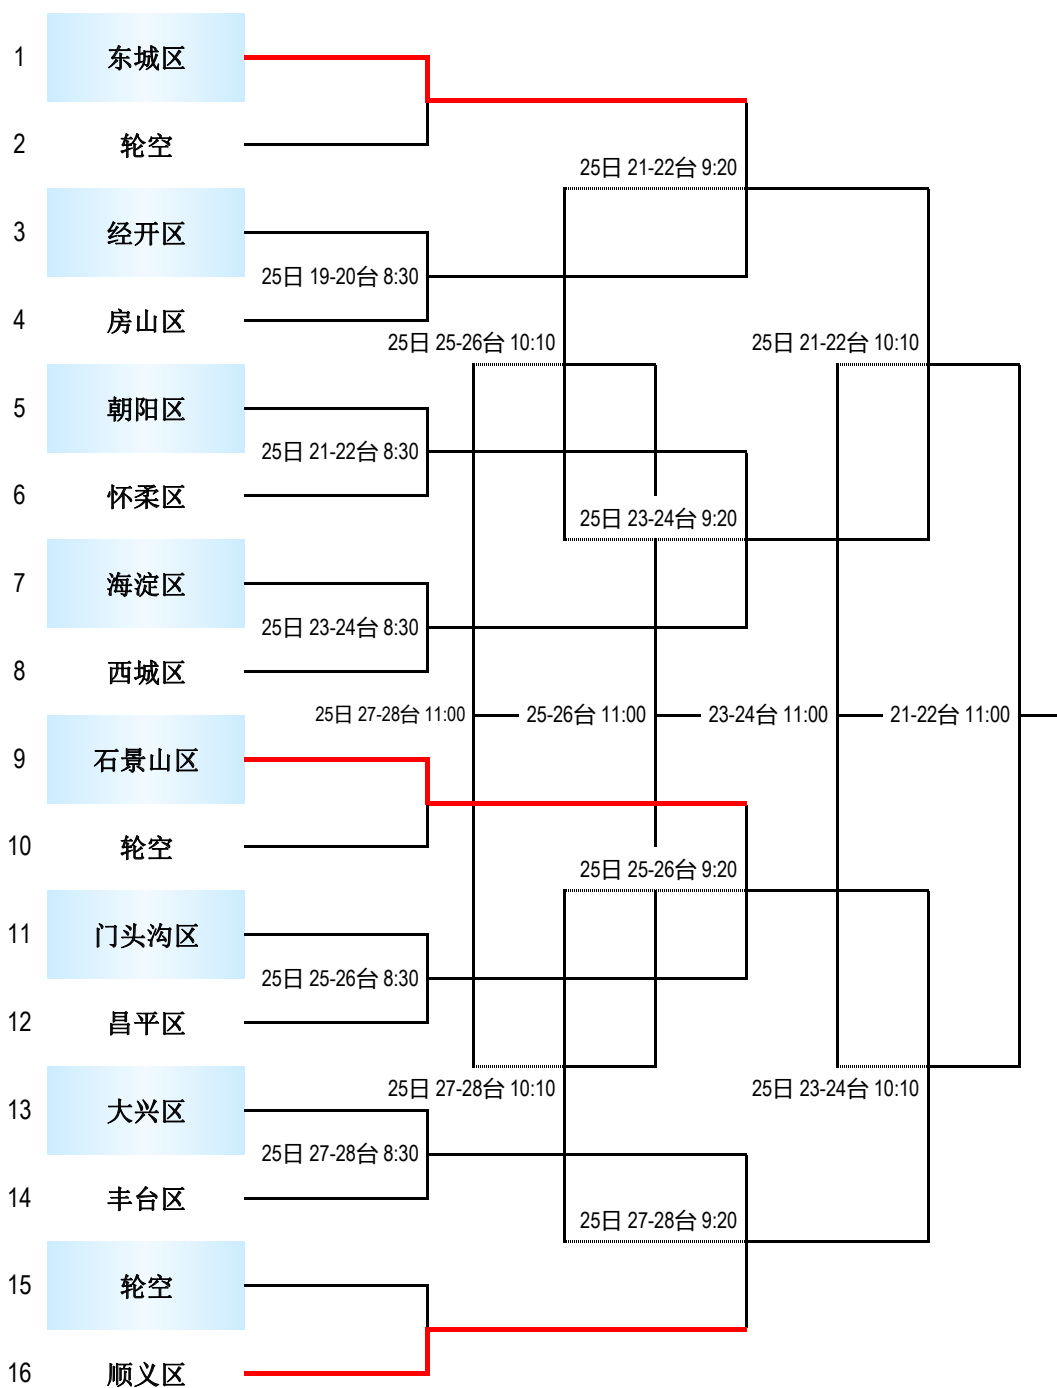 1 东城区
2 轮空
25日 21-22台 9:20
3 经开区
25日 19-20台 8:30
4 房山区
25日 25-26台 10:10
25日 21-22台 10:10
5 朝阳区
25日 21-22台 8:30
6 怀柔区
25日 23-24台 9:20
7 海淀区
25日 23-24台 8:30
8 西城区
25日 27-28台 11:00
25-26台 11:00
23-24台 11:00
21-22台 11:00
9 石景山区
10 轮空
25日 25-26台 9:20
11 门头沟区
25日 25-26台 8:30
12 昌平区
25日 27-28台 10:10
25日 23-24台 10:10
13 大兴区
25日 27-28台 8:30
14 丰台区
25日 27-28台 9:20
15 轮空
16 顺义区